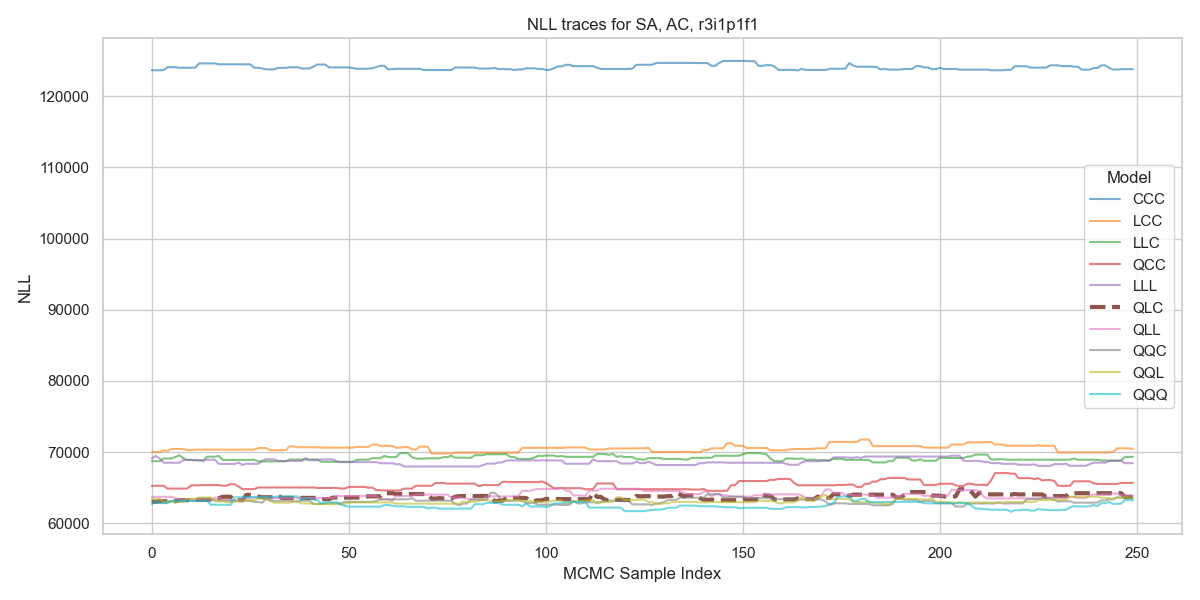 NLL traces for SA, AC, r3i1p1f1
120000
110000
100000
90000
80000
70000
60000
NLL
0
50
100
150
200
250
MCMC Sample Index
Model
CCC
LCC
LLC
QCC
LLL
QLC
QLL
QQC
QQL
QQQ